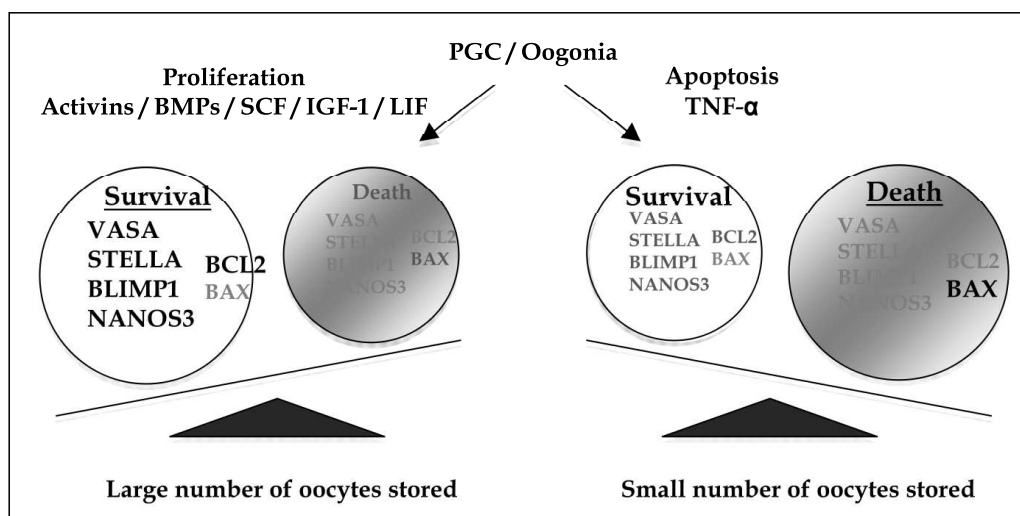 PGC / Oogonia
Proliferation
Activins / BMPs / SCF / IGF-1 / LIF
Apoptosis
TNF-α
Survival
VASA
STELLA
BLIMP1
NANOS3
BCL2
BAX
Death
VASA
STELLA
BLIMP1
NANOS3
BCL2
BAX
Survival
VASA
STELLA
BLIMP1
NANOS3
BCL2
BAX
Death
VASA
STELLA
BLIMP1
NANOS3
BCL2
BAX
Large number of oocytes stored
Small number of oocytes stored